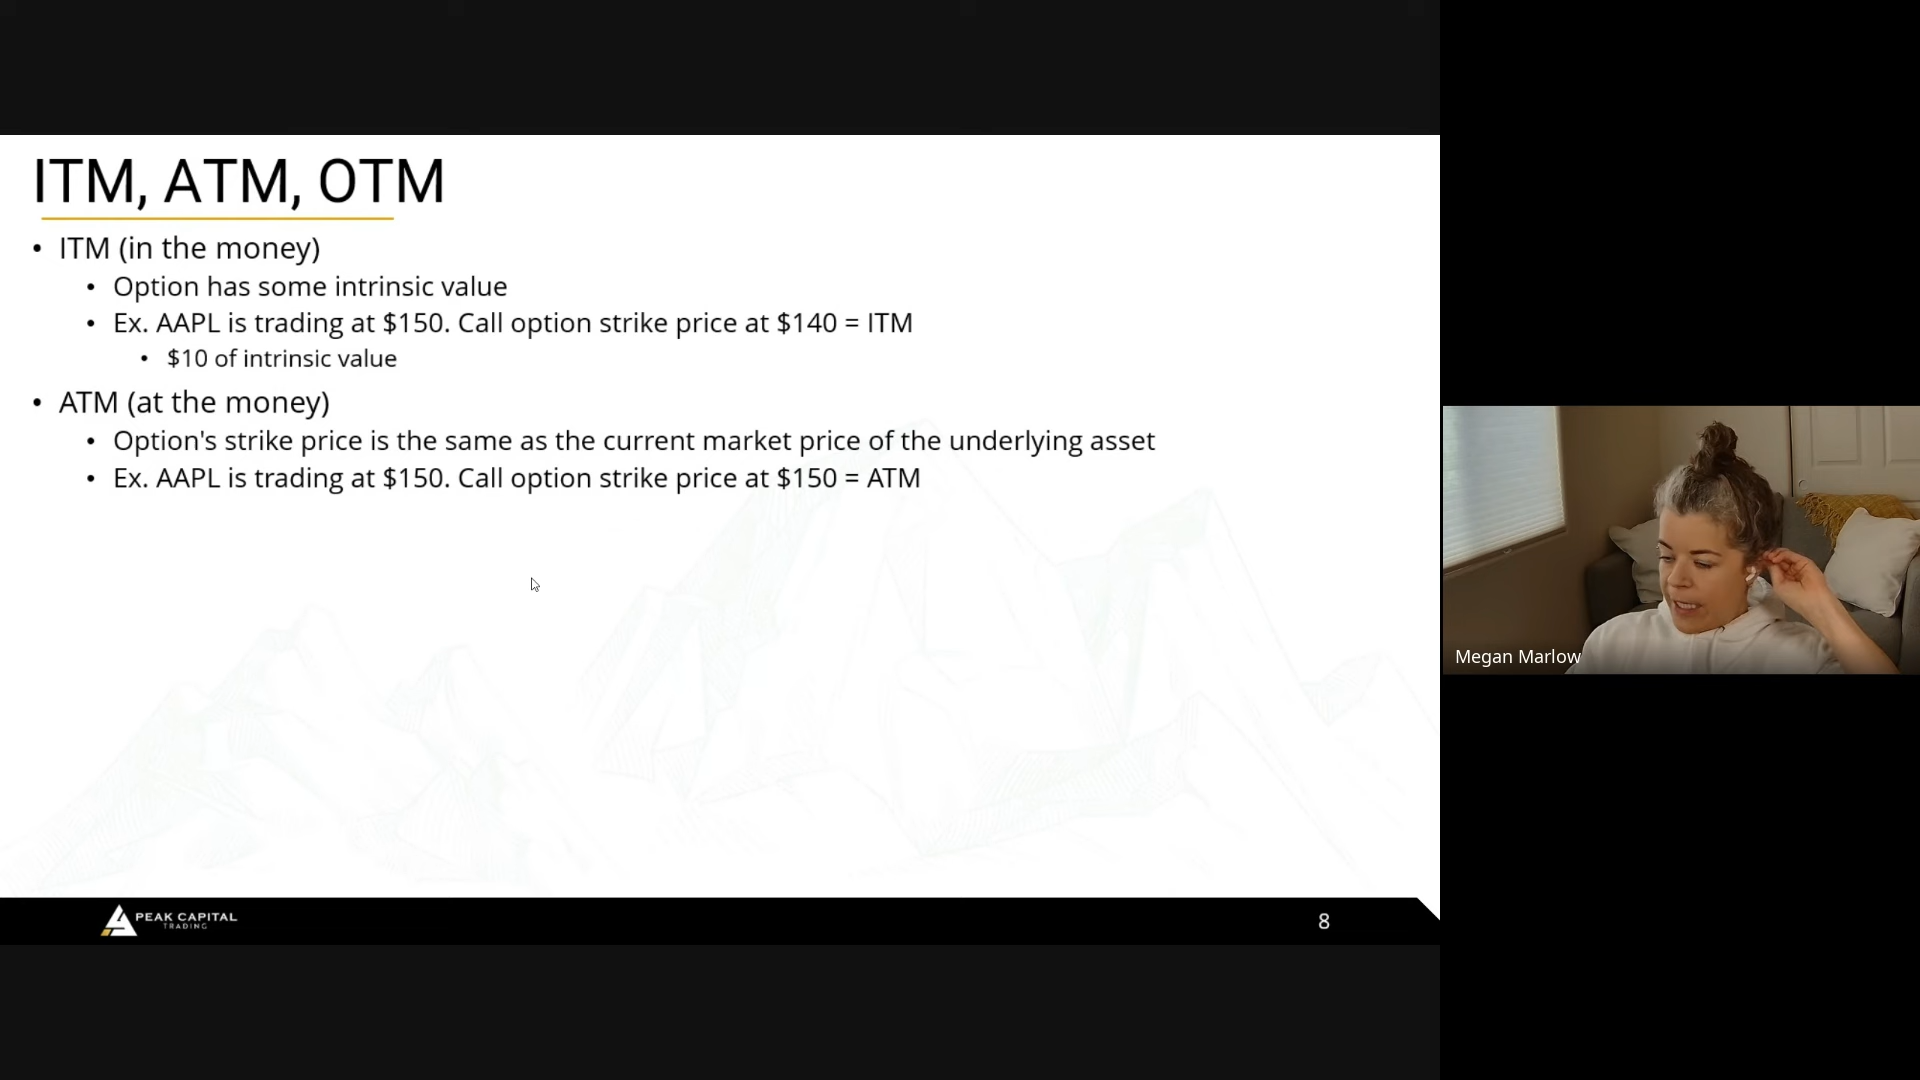 ITM, ATM, OTM
• ITM (in the money)
• Option has some intrinsic value
• Ex. AAPL is trading at $150. Call option strike price at $140 = ITM
• $10 of intrinsic value
• ATM (at the money)
• Option's strike price is the same as the current market price of the underlying asset
• Ex. AAPL is trading at $150. Call option strike price at $150 = ATM
Megan Marlow
PEAK CAPITAL
TRADING
8